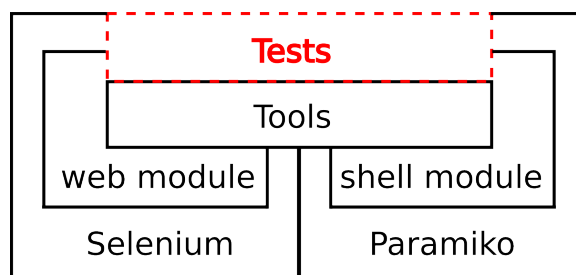 Tests
Tools
web module
shell module
Selenium
Paramiko